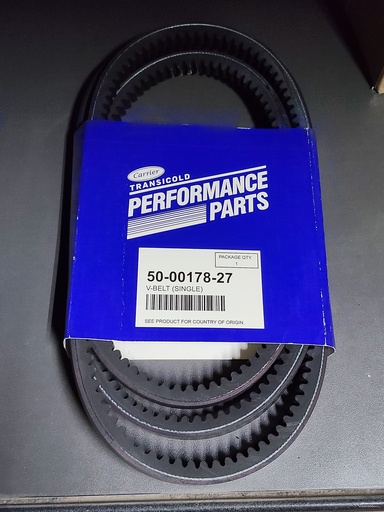 Carrier
TRANSICOLD
PERFORMANCE
PARTS
PACKAGE QTY
1
50-00178-27
V-BELT (SINGLE)
SEE PRODUCT FOR COUNTRY OF ORIGIN